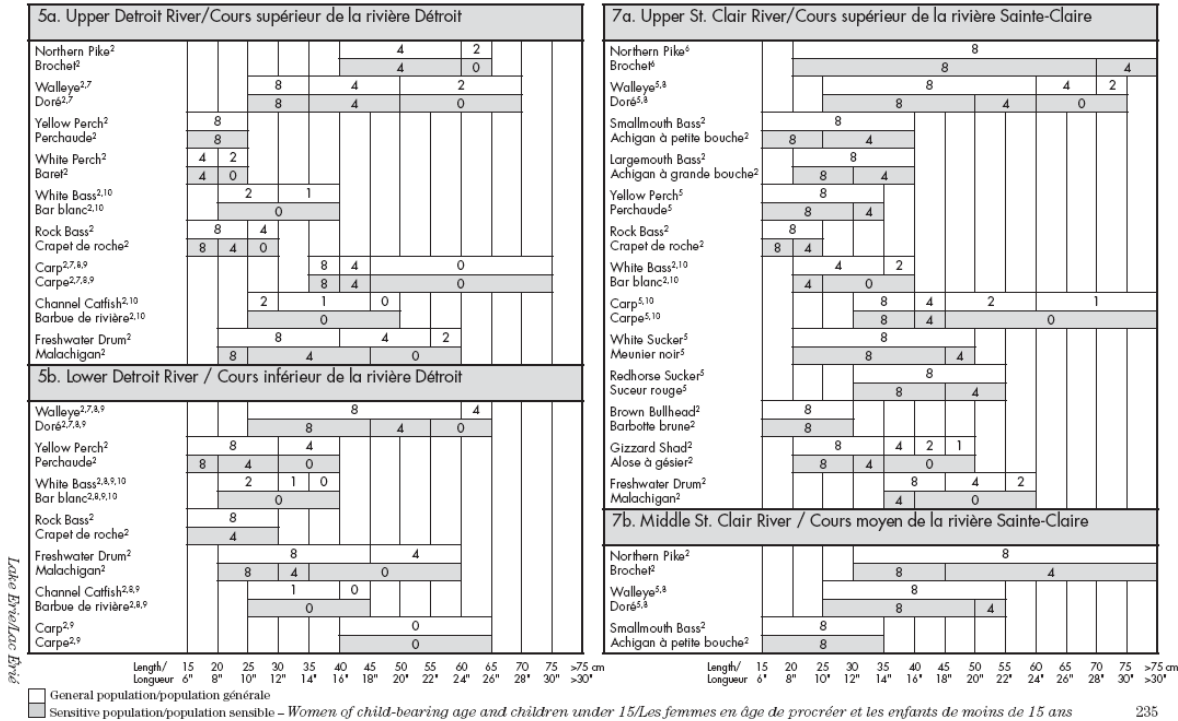 5a. Upper Detroit River/Cours supérieur de la rivière Détroit
Northern Pike² 4 2
Brochet² 4 0
Walleye²,⁷ 8 4 2
Doré²,⁷ 8 4 0
Yellow Perch² 8
Perchaude² 8
White Perch² 4 2
Baret² 4 0
White Bass²,¹⁰ 2 1
Bar blanc²,¹⁰ 0
Rock Bass² 8 4
Crapet de roche² 8 4 0
Carp²,⁷,⁸,⁹ 8 4 0
Carpe²,⁷,⁸,⁹ 8 4 0
Channel Catfish²,¹⁰ 2 1 0
Barbue de rivière²,¹⁰ 0
Freshwater Drum² 8 4 2
Malachigan² 8 4 0
5b. Lower Detroit River / Cours inférieur de la rivière Détroit
Walleye²,⁷,⁸,⁹ 8 4
Doré²,⁷,⁸,⁹ 8 4 0
Yellow Perch² 8 4
Perchaude² 8 4 0
White Bass²,⁸,⁹,¹⁰ 2 1 0
Bar blanc²,⁸,⁹,¹⁰ 0
Rock Bass² 8
Crapet de roche² 4
Freshwater Drum² 8 4
Malachigan² 8 4 0
Channel Catfish²,⁸,⁹ 1 0
Barbue de rivière²,⁸,⁹ 0
Carp²,⁹ 0
Carpe²,⁹ 0
Length/ 15 20 25 30 35 40 45 50 55 60 65 70 75 >75 cm
Longueur 6" 8" 10" 12" 14" 16" 18" 20" 22" 24" 26" 28" 30" >30"
7a. Upper St. Clair River/Cours supérieur de la rivière Sainte-Claire
Northern Pike⁶ 8
Brochet⁶ 8 4
Walleye⁵,⁸ 8 4 2
Doré⁵,⁸ 8 4 0
Smallmouth Bass² 8
Achigan à petite bouche² 8 4
Largemouth Bass² 8
Achigan à grande bouche² 8 4
Yellow Perch⁵ 8
Perchaude⁵ 8 4
Rock Bass² 8
Crapet de roche² 8 4
White Bass²,¹⁰ 4 2
Bar blanc²,¹⁰ 4 0
Carp⁵,¹⁰ 8 4 2 1
Carpe⁵,¹⁰ 8 4 0
White Sucker⁵ 8
Meunier noir⁵ 8 4
Redhorse Sucker⁵ 8
Suceur rouge⁵ 8 4
Brown Bullhead² 8
Barbotte brune² 8
Gizzard Shad² 8 4 2 1
Alose à gésier² 8 4 0
Freshwater Drum² 8 4 2
Malachigan² 4 0
7b. Middle St. Clair River / Cours moyen de la rivière Sainte-Claire
Northern Pike² 8
Brochet² 8 4
Walleye⁵,⁸ 8
Doré⁵,⁸ 8 4
Smallmouth Bass² 8
Achigan à petite bouche² 8
Length/ 15 20 25 30 35 40 45 50 55 60 65 70 75 >75 cm
Longueur 6" 8" 10" 12" 14" 16" 18" 20" 22" 24" 26" 28" 30" >30"
Lake Erie/Lac Érié
General population/population générale
Sensitive population/population sensible – Women of child-bearing age and children under 15/Les femmes en âge de procréer et les enfants de moins de 15 ans 235